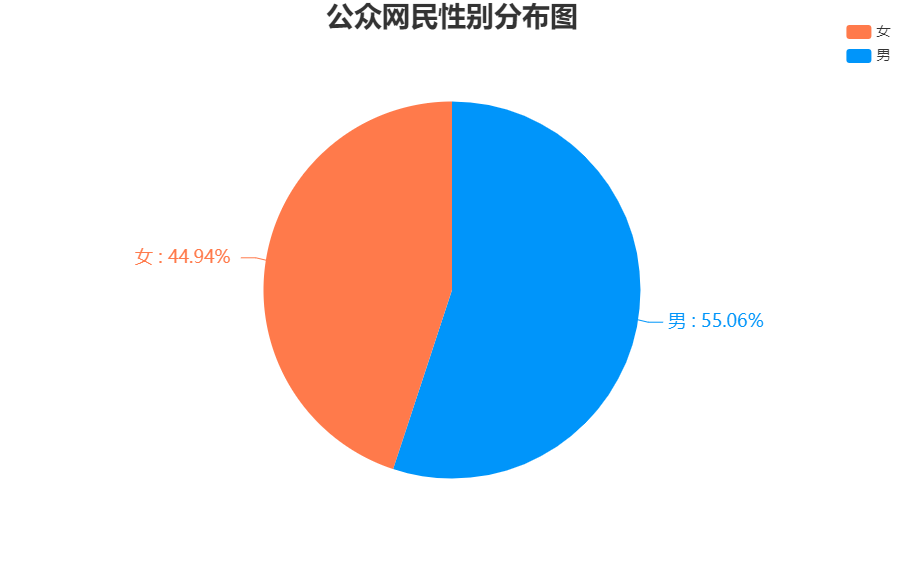 公众网民性别分布图
女
男
女 : 44.94%
男 : 55.06%